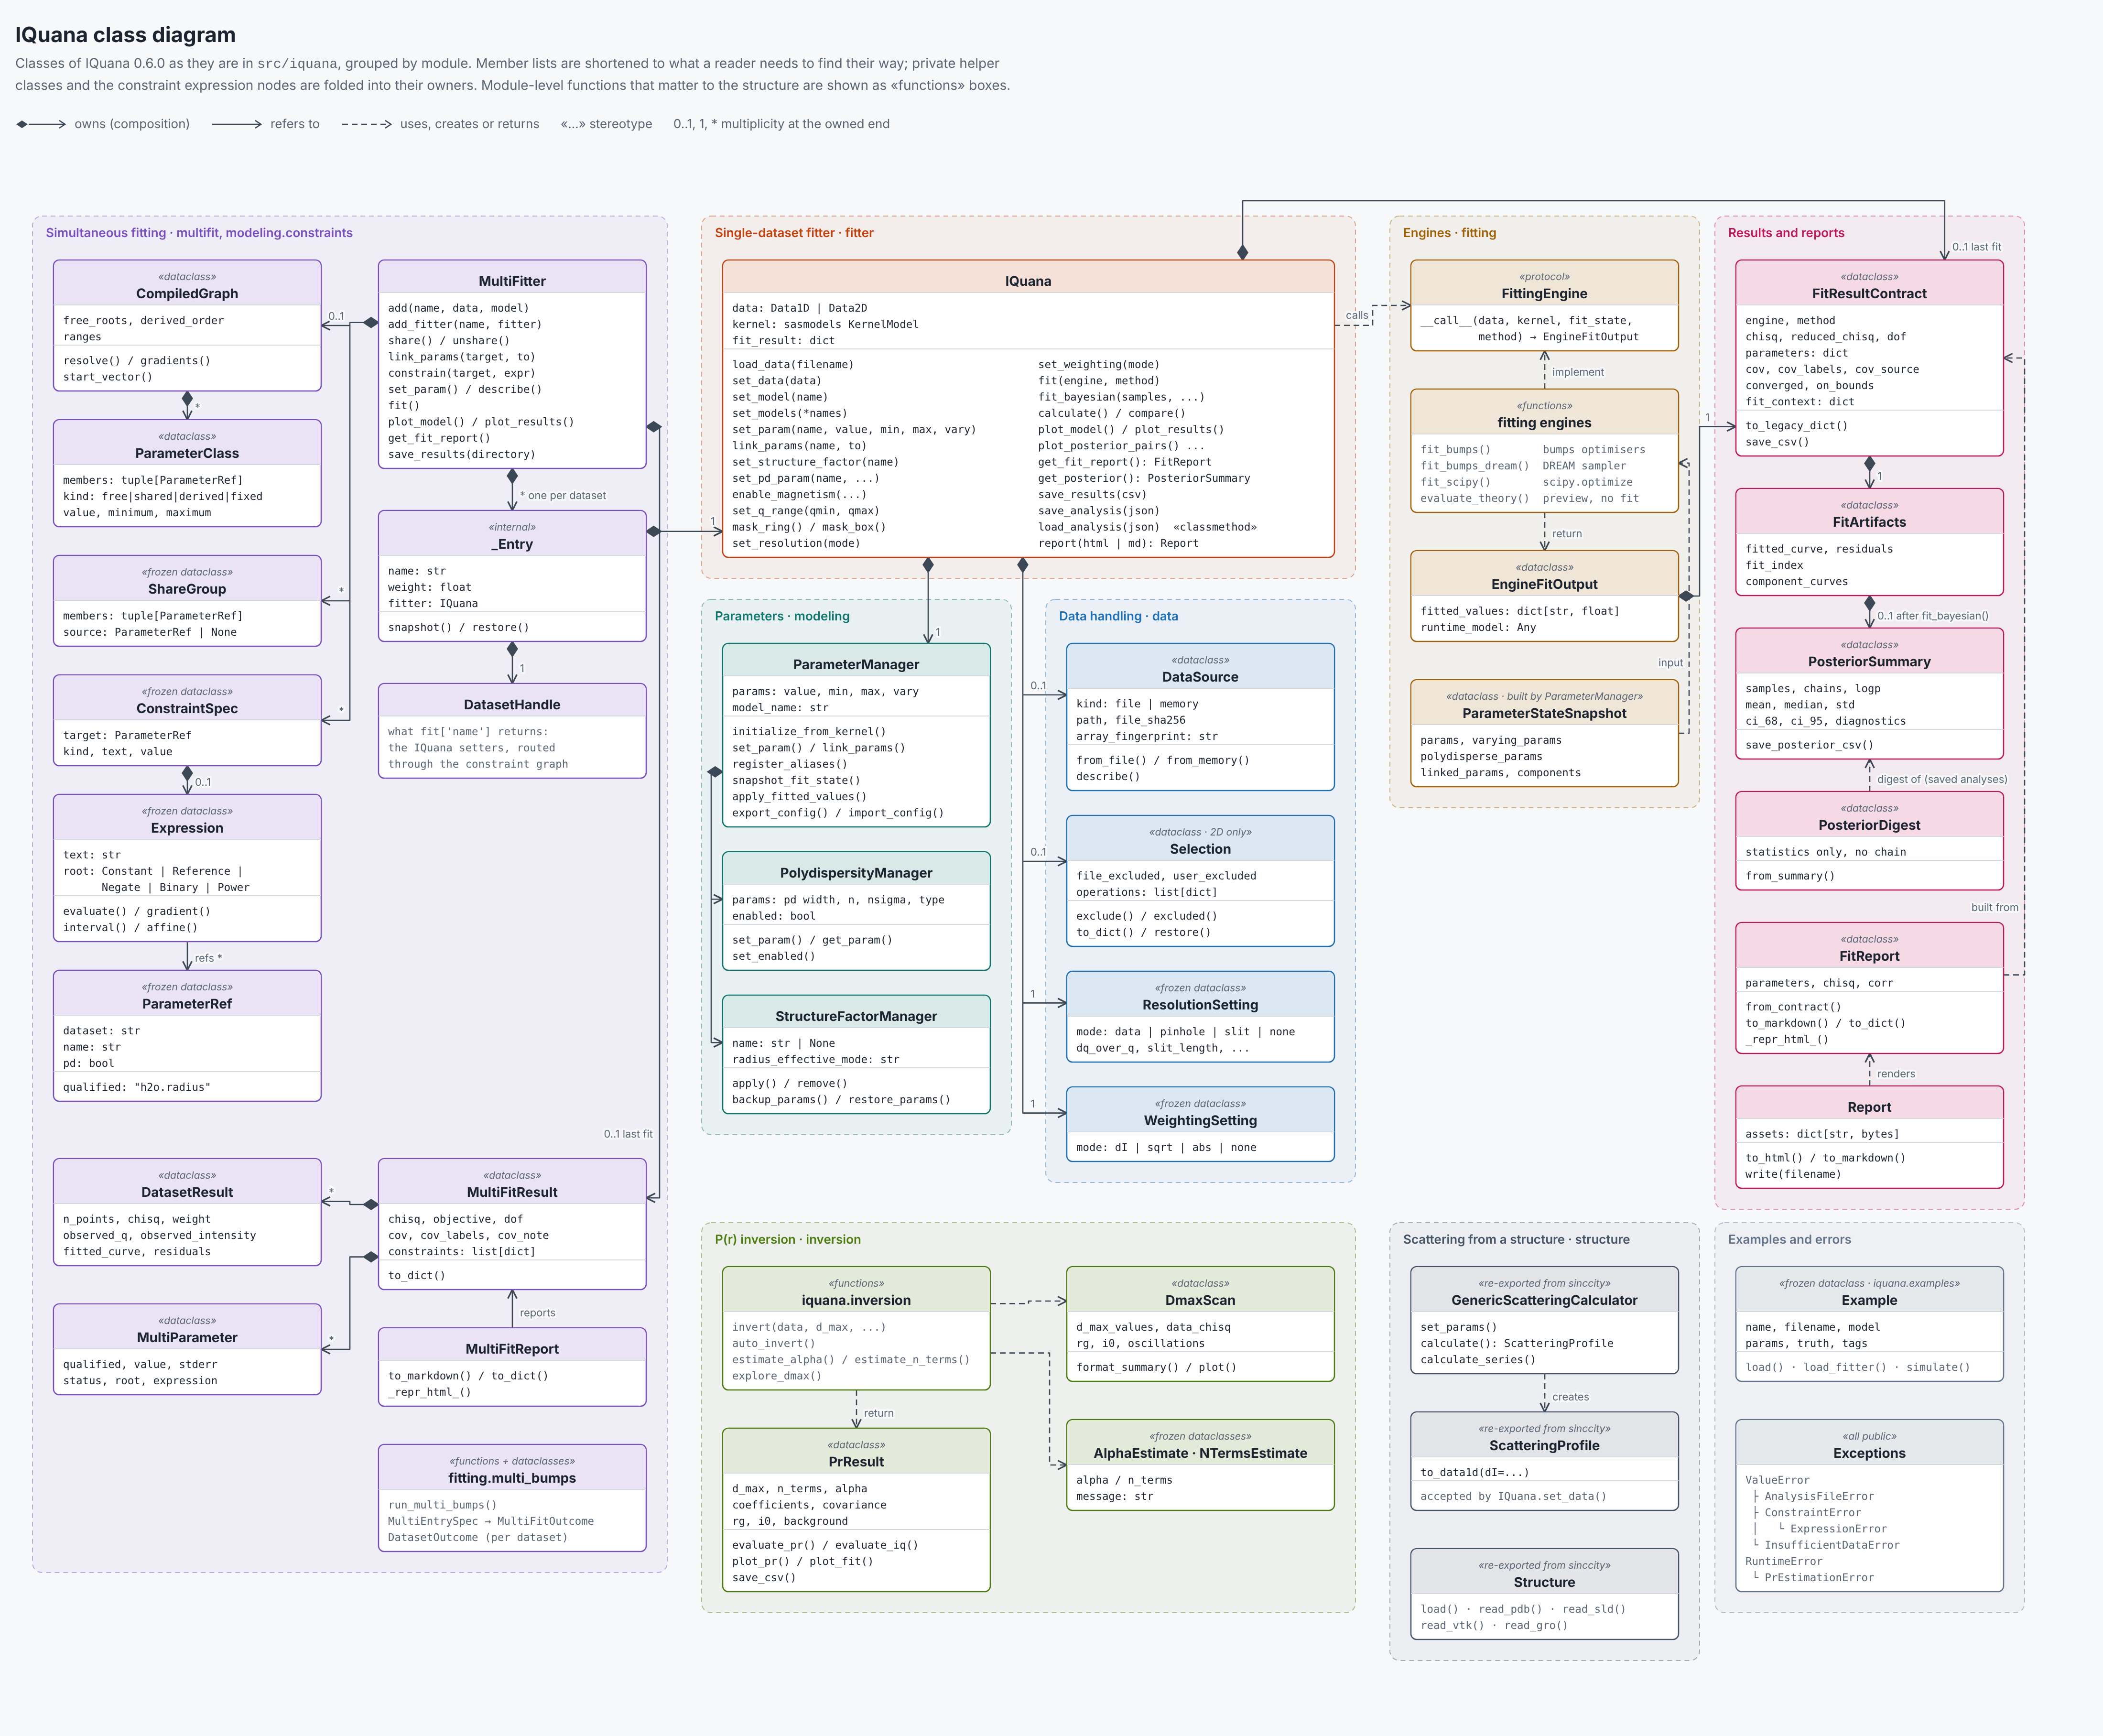 IQuana class diagram
Classes of IQuana 0.6.0 as they are in src/iquana, grouped by module. Member lists are shortened to what a reader needs to find their way; private helper
classes and the constraint expression nodes are folded into their owners. Module-level functions that matter to the structure are shown as «functions» boxes.
owns (composition)
refers to
uses, creates or returns
«...» stereotype
0..1, 1, * multiplicity at the owned end
Simultaneous fitting · multifit, modeling.constraints
«dataclass»
CompiledGraph
free_roots, derived_order
ranges
resolve() / gradients()
start_vector()
0..1
*
«dataclass»
ParameterClass
members: tuple[ParameterRef]
kind: free|shared|derived|fixed
value, minimum, maximum
«frozen dataclass»
ShareGroup
members: tuple[ParameterRef]
source: ParameterRef | None
*
«frozen dataclass»
ConstraintSpec
target: ParameterRef
kind, text, value
*
0..1
«frozen dataclass»
Expression
text: str
root: Constant | Reference |
Negate | Binary | Power
evaluate() / gradient()
interval() / affine()
refs *
«frozen dataclass»
ParameterRef
dataset: str
name: str
pd: bool
qualified: "h2o.radius"
«dataclass»
DatasetResult
n_points, chisq, weight
observed_q, observed_intensity
fitted_curve, residuals
*
«dataclass»
MultiParameter
qualified, value, stderr
status, root, expression
*
MultiFitter
add(name, data, model)
add_fitter(name, fitter)
share() / unshare()
link_params(target, to)
constrain(target, expr)
set_param() / describe()
fit()
plot_model() / plot_results()
get_fit_report()
save_results(directory)
* one per dataset
«internal»
_Entry
name: str
weight: float
fitter: IQuana
snapshot() / restore()
1
1
DatasetHandle
what fit['name'] returns:
the IQuana setters, routed
through the constraint graph
0..1 last fit
«dataclass»
MultiFitResult
chisq, objective, dof
cov, cov_labels, cov_note
constraints: list[dict]
to_dict()
reports
MultiFitReport
to_markdown() / to_dict()
_repr_html_()
«functions + dataclasses»
fitting.multi_bumps
run_multi_bumps()
MultiEntrySpec → MultiFitOutcome
DatasetOutcome (per dataset)
Single-dataset fitter · fitter
IQuana
data: Data1D | Data2D
kernel: sasmodels KernelModel
fit_result: dict
load_data(filename)
set_data(data)
set_model(name)
set_models(*names)
set_param(name, value, min, max, vary)
link_params(name, to)
set_structure_factor(name)
set_pd_param(name, ...)
enable_magnetism(...)
set_q_range(qmin, qmax)
mask_ring() / mask_box()
set_resolution(mode)
set_weighting(mode)
fit(engine, method)
fit_bayesian(samples, ...)
calculate() / compare()
plot_model() / plot_results()
plot_posterior_pairs() ...
get_fit_report(): FitReport
get_posterior(): PosteriorSummary
save_results(csv)
save_analysis(json)
load_analysis(json)  «classmethod»
report(html | md): Report
calls
Parameters · modeling
1
ParameterManager
params: value, min, max, vary
model_name: str
initialize_from_kernel()
set_param() / link_params()
register_aliases()
snapshot_fit_state()
apply_fitted_values()
export_config() / import_config()
PolydispersityManager
params: pd width, n, nsigma, type
enabled: bool
set_param() / get_param()
set_enabled()
StructureFactorManager
name: str | None
radius_effective_mode: str
apply() / remove()
backup_params() / restore_params()
Data handling · data
0..1
«dataclass»
DataSource
kind: file | memory
path, file_sha256
array_fingerprint: str
from_file() / from_memory()
describe()
0..1
«dataclass · 2D only»
Selection
file_excluded, user_excluded
operations: list[dict]
exclude() / excluded()
to_dict() / restore()
1
«frozen dataclass»
ResolutionSetting
mode: data | pinhole | slit | none
dq_over_q, slit_length, ...
1
«frozen dataclass»
WeightingSetting
mode: dI | sqrt | abs | none
Engines · fitting
«protocol»
FittingEngine
__call__(data, kernel, fit_state,
method) → EngineFitOutput
implement
«functions»
fitting engines
fit_bumps() bumps optimisers
fit_bumps_dream() DREAM sampler
fit_scipy() scipy.optimize
evaluate_theory() preview, no fit
return
«dataclass»
EngineFitOutput
fitted_values: dict[str, float]
runtime_model: Any
input
1
«dataclass · built by ParameterManager»
ParameterStateSnapshot
params, varying_params
polydisperse_params
linked_params, components
Results and reports
0..1 last fit
«dataclass»
FitResultContract
engine, method
chisq, reduced_chisq, dof
parameters: dict
cov, cov_labels, cov_source
converged, on_bounds
fit_context: dict
to_legacy_dict()
save_csv()
1
«dataclass»
FitArtifacts
fitted_curve, residuals
fit_index
component_curves
0..1 after fit_bayesian()
«dataclass»
PosteriorSummary
samples, chains, logp
mean, median, std
ci_68, ci_95, diagnostics
save_posterior_csv()
digest of (saved analyses)
«dataclass»
PosteriorDigest
statistics only, no chain
from_summary()
built from
«dataclass»
FitReport
parameters, chisq, corr
from_contract()
to_markdown() / to_dict()
_repr_html_()
renders
Report
assets: dict[str, bytes]
to_html() / to_markdown()
write(filename)
P(r) inversion · inversion
«functions»
iquana.inversion
invert(data, d_max, ...)
auto_invert()
estimate_alpha() / estimate_n_terms()
explore_dmax()
return
«dataclass»
PrResult
d_max, n_terms, alpha
coefficients, covariance
rg, i0, background
evaluate_pr() / evaluate_iq()
plot_pr() / plot_fit()
save_csv()
«dataclass»
DmaxScan
d_max_values, data_chisq
rg, i0, oscillations
format_summary() / plot()
«frozen dataclasses»
AlphaEstimate · NTermsEstimate
alpha / n_terms
message: str
Scattering from a structure · structure
«re-exported from sinccity»
GenericScatteringCalculator
set_params()
calculate(): ScatteringProfile
calculate_series()
creates
«re-exported from sinccity»
ScatteringProfile
to_data1d(dI=...)
accepted by IQuana.set_data()
«re-exported from sinccity»
Structure
load() · read_pdb() · read_sld()
read_vtk() · read_gro()
Examples and errors
«frozen dataclass · iquana.examples»
Example
name, filename, model
params, truth, tags
load() · load_fitter() · simulate()
«all public»
Exceptions
ValueError
├ AnalysisFileError
├ ConstraintError
│   └ ExpressionError
└ InsufficientDataError
RuntimeError
└ PrEstimationError